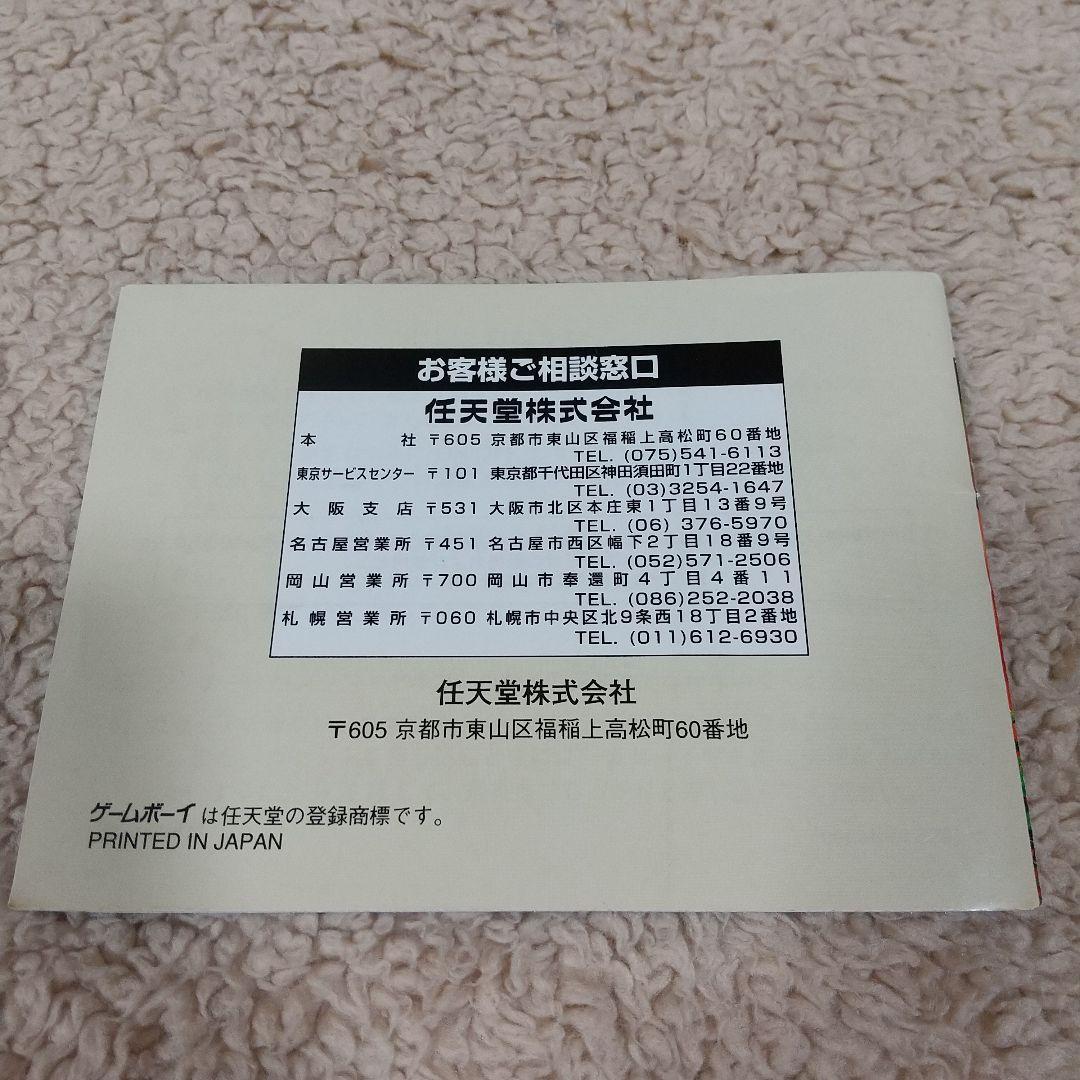 お客様ご相談窓口
任天堂株式会社
本社 〒605 京都市東山区福稲上高松町60番地
TEL. (075)541-6113
東京サービスセンター 〒101 東京都千代田区神田須田町1丁目22番地
TEL. (03)3254-1647
大阪支店 〒531 大阪市北区本庄東1丁目13番9号
TEL. (06) 376-5970
名古屋営業所 〒451 名古屋市西区幅下2丁目18番9号
TEL. (052)571-2506
岡山営業所 〒700 岡山市奉還町4丁目4番11
TEL. (086)252-2038
札幌営業所 〒060 札幌市中央区北9条西18丁目2番地
TEL. (011)612-6930
任天堂株式会社
〒605 京都市東山区福稲上高松町60番地
ゲームボーイは任天堂の登録商標です。
PRINTED IN JAPAN